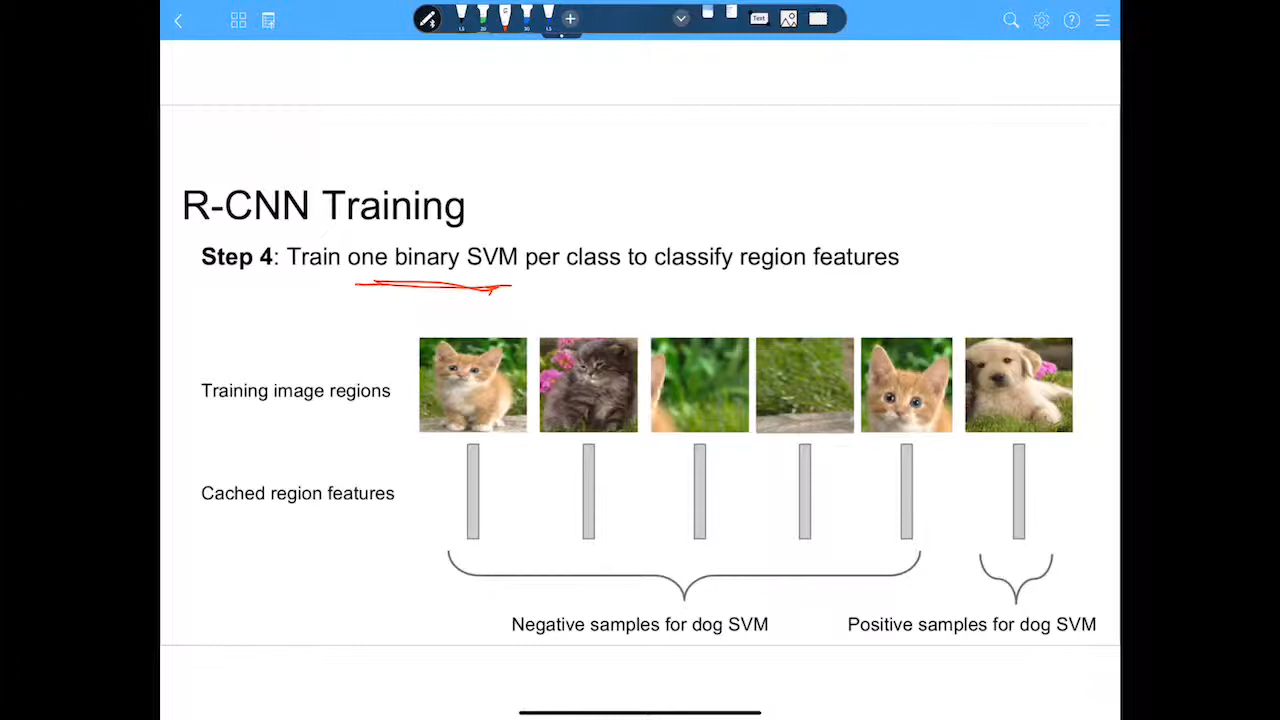 Text
R-CNN Training
Step 4: Train one binary SVM per class to classify region features
Training image regions
Cached region features
Negative samples for dog SVM
Positive samples for dog SVM